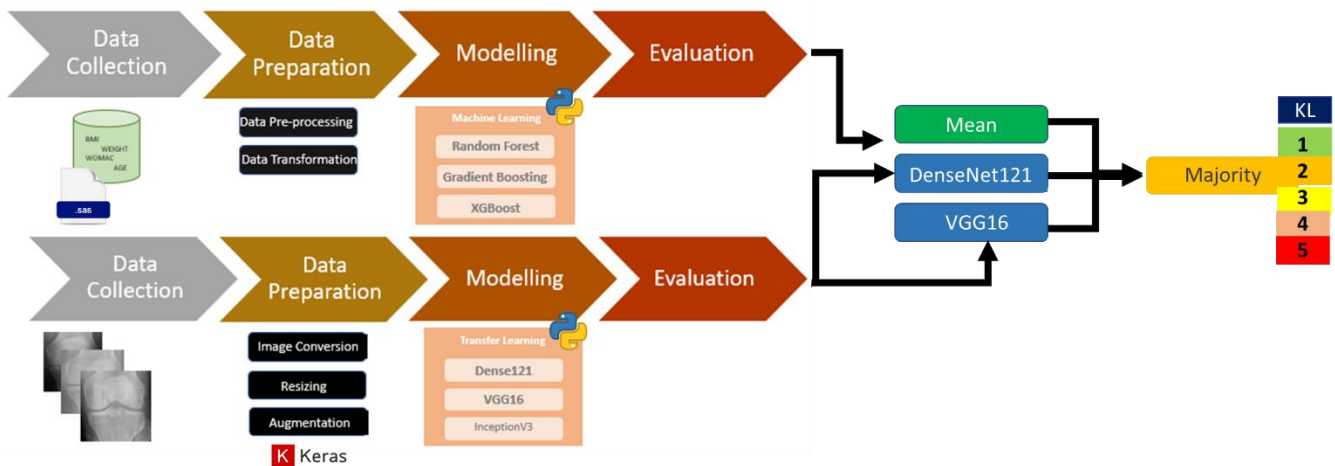 Data
Collection
Data
Preparation
Modelling
Evaluation
BMI
WEIGHT
WOMAC
AGE
.sas
Data Pre-processing
Data Transformation
Machine Learning
Random Forest
Gradient Boosting
XGBoost
Data
Collection
Data
Preparation
Modelling
Evaluation
Image Conversion
Resizing
Augmentation
K Keras
Transfer Learning
Dense121
VGG16
InceptionV3
Mean
DenseNet121
VGG16
Majority
KL
1
2
3
4
5